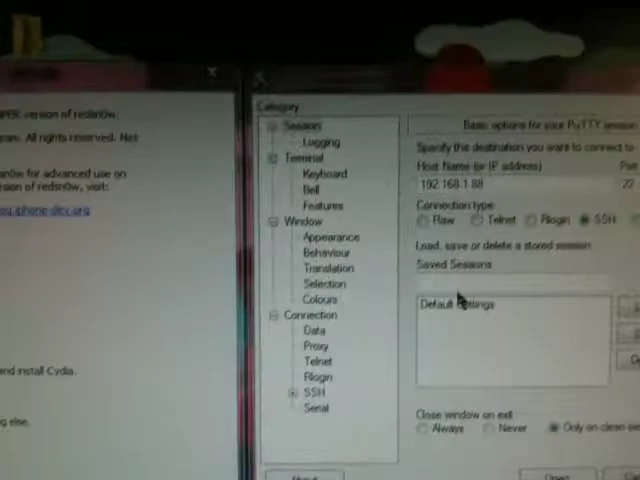 version of redsn0w.
All rights reserved. Not
for advanced use on
of redsn0w, visit:
and install Cydia.
else.
Category:
Session
Logging
Terminal
Keyboard
Bell
Features
Window
Appearance
Behaviour
Translation
Selection
Colours
Connection
Data
Proxy
Telnet
Rlogin
SSH
Serial
Basic options for your PuTTY session
Specify the destination you want to connect to
Host Name (or IP address)
192.168.1.88
22
Connection type:
Raw Telnet Rlogin SSH
Load, save or delete a stored session
Saved Sessions
Default Settings
Close window on exit
Always Never Only on clean
Open